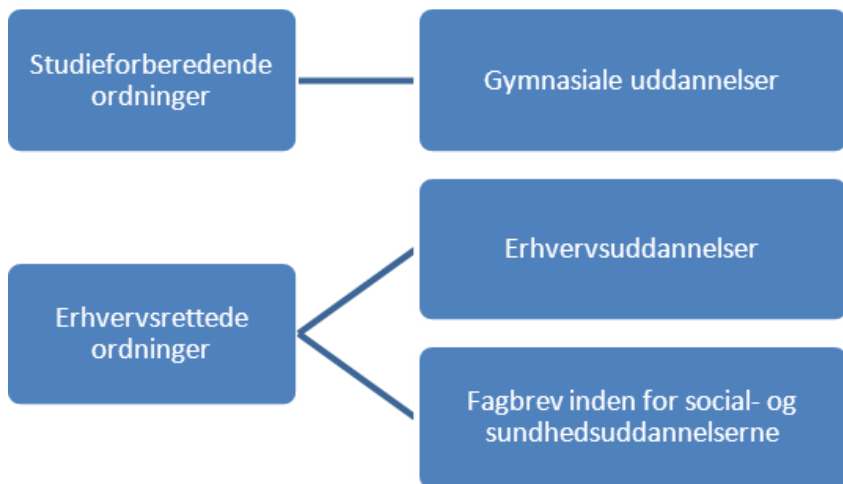 Studieforberedende
ordninger
Gymnasiale uddannelser
Erhvervsrettede
ordninger
Erhvervsuddannelser
Fagbrev inden for social- og
sundhedsuddannelserne